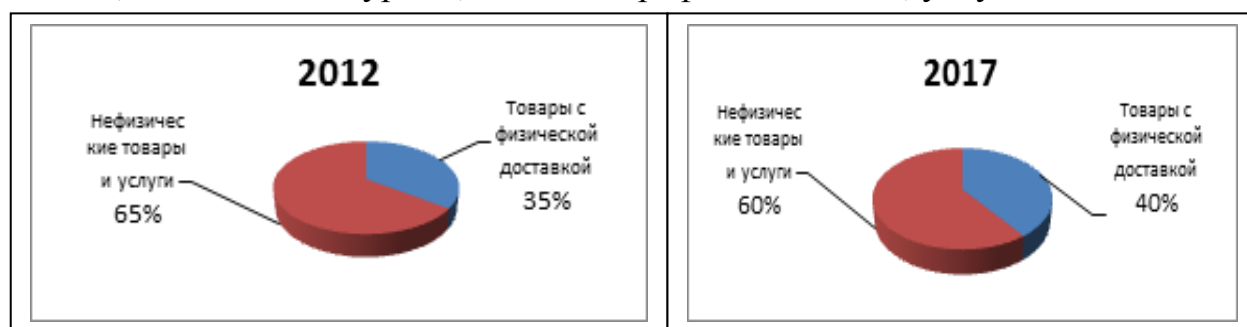 2012
Нефизичес
кие товары
и услуги
65%
Товары с
физической
доставкой
35%
2017
Нефизичес
кие товары
и услуги
60%
Товары с
физической
доставкой
40%